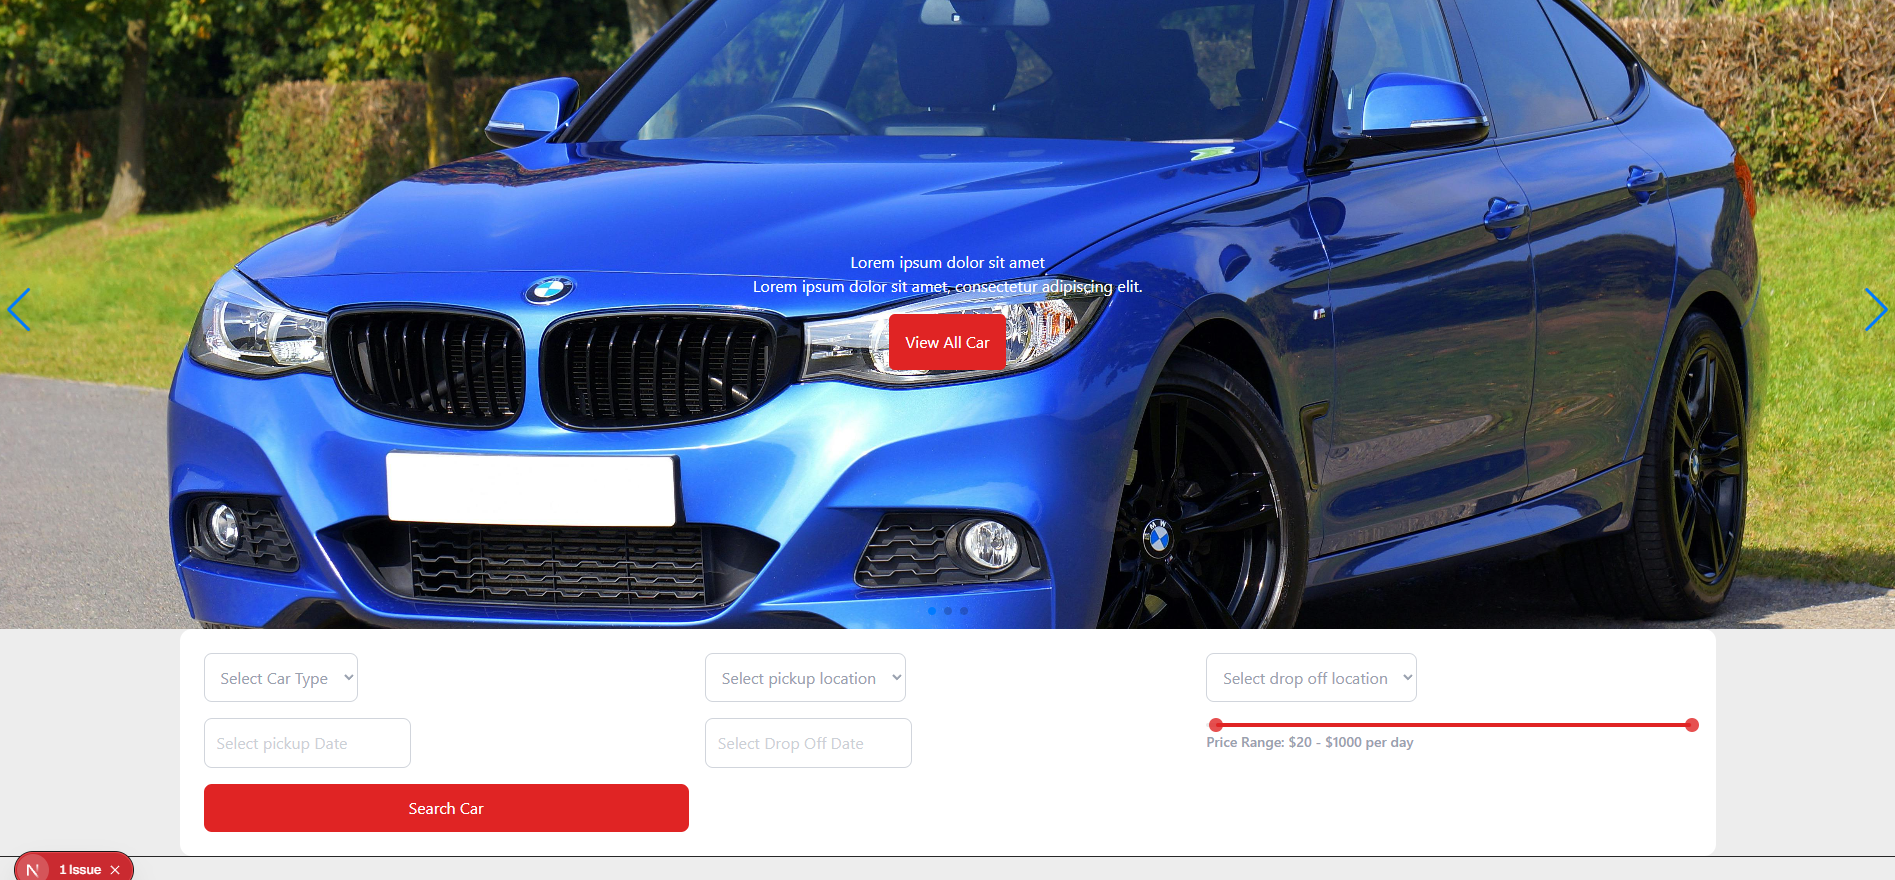 Lorem ipsum dolor sit amet
Lorem ipsum dolor sit amet, consectetur adipiscing elit.
View All Car
Select Car Type
Select pickup location
Select drop off location
Select pickup Date
Select Drop Off Date
Price Range: $20 - $1000 per day
Search Car
N 1 Issue